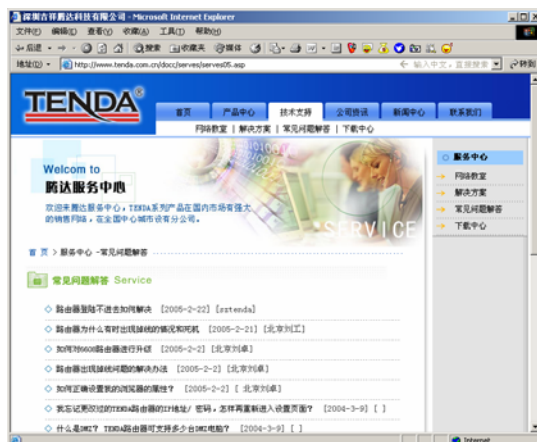 深圳吉祥腾达科技有限公司 - Microsoft Internet Explorer
文件(F) 编辑(E) 查看(V) 收藏(A) 工具(T) 帮助(H)
后退 搜索 收藏夹 媒体
地址(D) http://www.tenda.com.cn/docc/serves/serves05.asp 输入中文，直接搜索 转到
TENDA®
首页 产品中心 技术支持 公司资讯 新闻中心 联系我们
网络教室 | 解决方案 | 常见问题解答 | 下载中心
Welcom to
腾达服务中心
欢迎来腾达服务中心，TENDA系列产品在国内市场有强大
的销售网络，在全国中心城市设有分公司。
SERVICE
服务中心
网络教室
解决方案
常见问题解答
下载中心
首 页 > 服务中心 -常见问题解答
常见问题解答 Service
路由器登陆不进去如何解决 [2005-2-22] [sztenda]
路由器为什么有时出现掉线的情况和死机 [2005-2-21] [北京刘工]
如何对6600路由器进行升级 [2005-2-2] [北京刘卓]
路由器出现掉线问题的解决办法 [2005-2-2] [北京刘卓]
如何正确设置我的浏览器的属性? [2005-2-2] [ 北京刘卓]
我忘记更改过的TENDA路由器的IP地址/ 密码，怎样再重新进入设置页面? [2004-3-9] [ ]
什么是DMZ? TENDA路由器可支持多少台DMZ电脑? [2004-3-9] [ ]
Internet